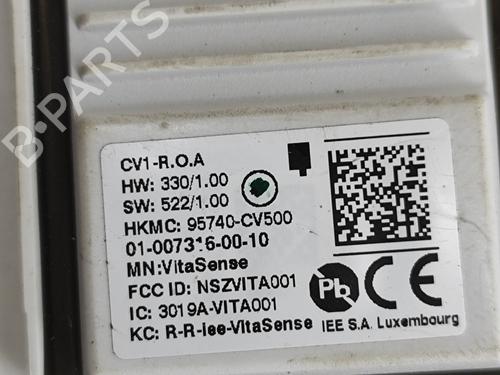 B-PARTS
CV1-R.O.A
HW: 330/1.00
SW: 522/1.00
HKMC: 95740-CV500
01-007316-00-10
MN:VitaSense
FCC ID: NSZVITA001
IC: 3019A-VITA001
KC: R-R-iee-VitaSense
Pb
CE
IEE S.A. Luxembourg